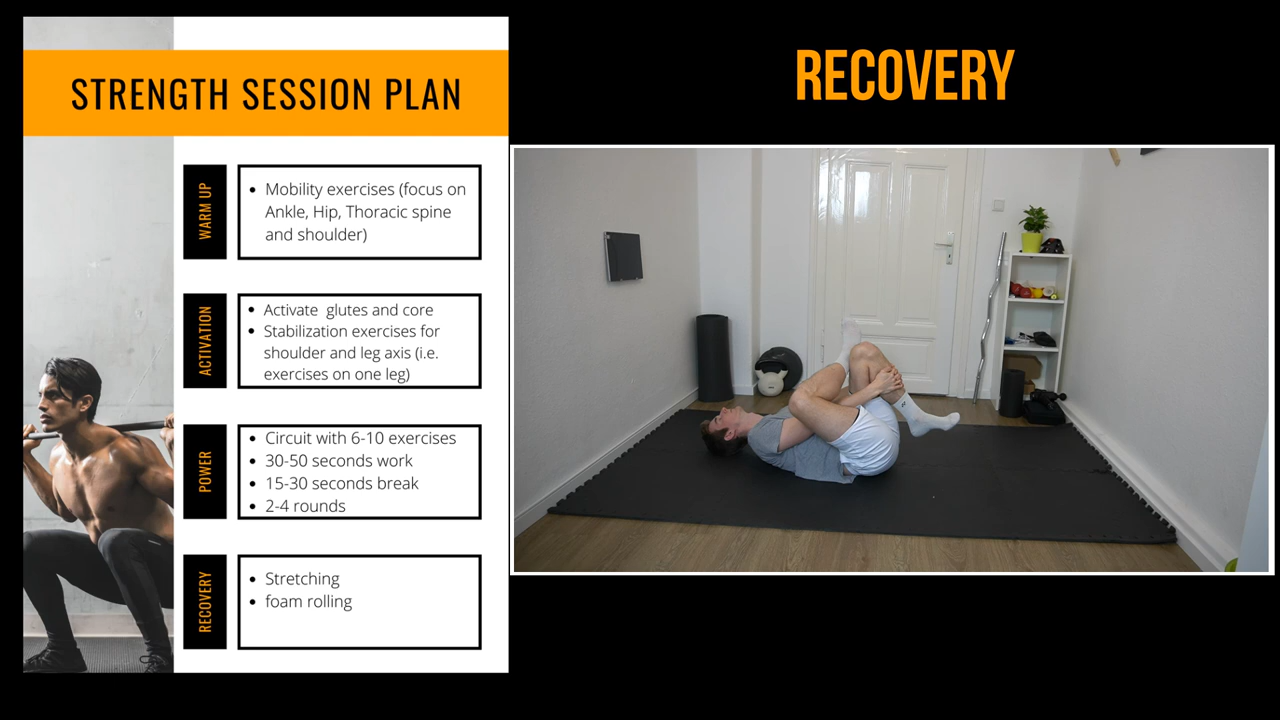 STRENGTH SESSION PLAN
RECOVERY
WARM UP
• Mobility exercises (focus on
Ankle, Hip, Thoracic spine
and shoulder)
ACTIVATION
• Activate glutes and core
• Stabilization exercises for
shoulder and leg axis (i.e.
exercises on one leg)
POWER
• Circuit with 6-10 exercises
• 30-50 seconds work
• 15-30 seconds break
• 2-4 rounds
RECOVERY
• Stretching
• foam rolling